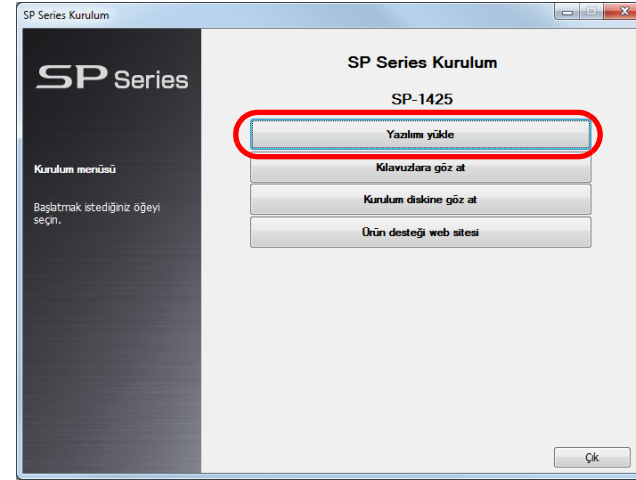 SP Series Kurulum
SP Series
Kurulum menüsü
Başlatmak istediğiniz öğeyi
seçin.
SP Series Kurulum
SP-1425
Yazılımı yükle
Kılavuzlara göz at
Kurulum diskine göz at
Ürün desteği web sitesi
Çık